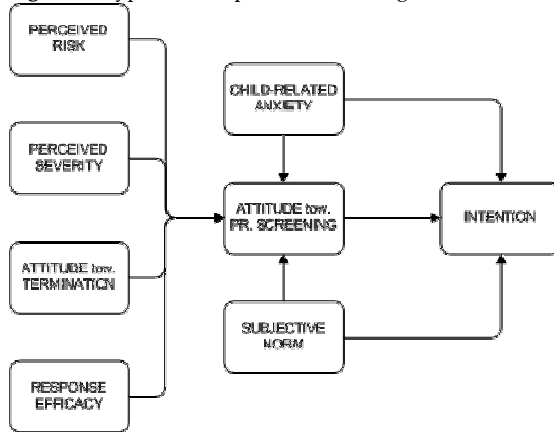 PERCEIVED
RISK
CHILD-RELATED
ANXIETY
PERCEIVED
SEVERITY
ATTITUDE tow.
PR. SCREENING
INTENTION
ATTITUDE tow.
TERMINATION
SUBJECTIVE
NORM
RESPONSE
EFFICACY